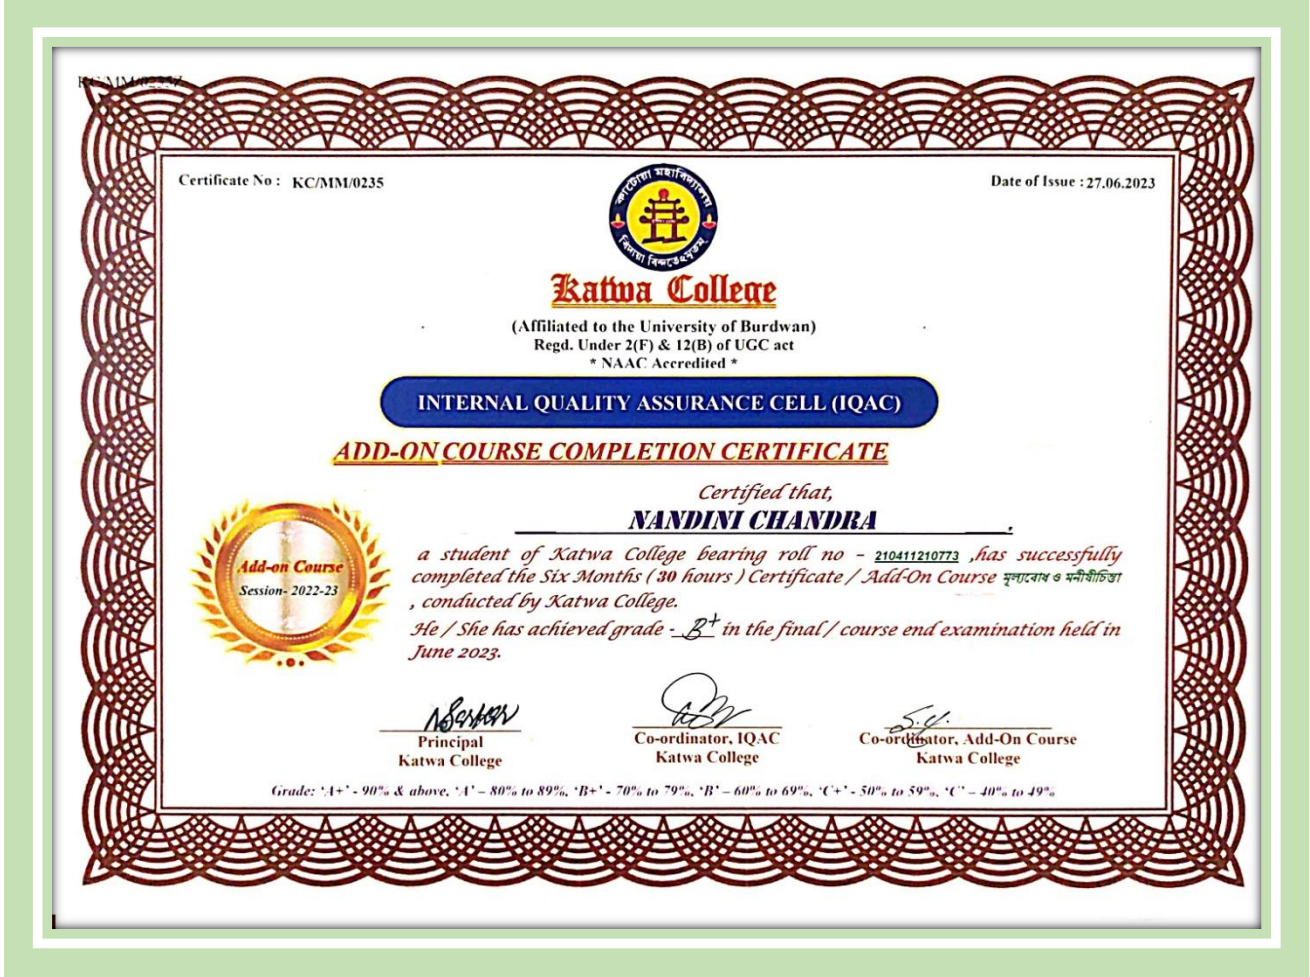 Certificate No : KC/MM/0235
Date of Issue : 27.06.2023
কাটোয়া মহাবিদ্যালয়
Katwa College
(Affiliated to the University of Burdwan)
Regd. Under 2(F) & 12(B) of UGC act
* NAAC Accredited *
INTERNAL QUALITY ASSURANCE CELL (IQAC)
ADD-ON COURSE COMPLETION CERTIFICATE
Certified that,
NANDINI CHANDRA .
a student of Katwa College bearing roll no – 210411210773 ,has successfully
completed the Six Months ( 30 hours ) Certificate / Add-On Course মূল্যবোধ ও মনীষীচিন্তা
, conducted by Katwa College.
He / She has achieved grade - B+ in the final / course end examination held in
June 2023.
Add-on Course
Session- 2022-23
S.Y.
Principal
Katwa College
Co-ordinator, IQAC
Katwa College
Co-ordinator, Add-On Course
Katwa College
Grade: ‘A+’ - 90% & above, ‘A’ – 80% to 89%, ‘B+’ - 70% to 79%, ‘B’ – 60% to 69%, ‘C+’ - 50% to 59%, ‘C’ – 40% to 49%